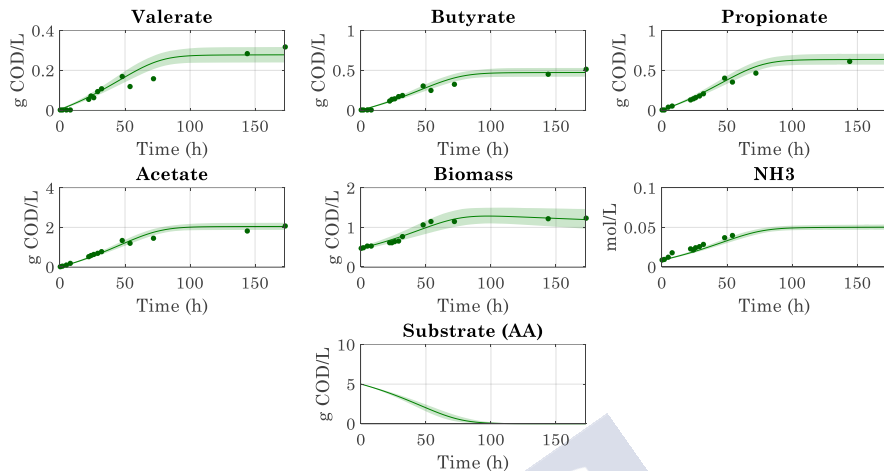 Valerate
0.4
0.2
0
g COD/L
0 50 100 150
Time (h)
Butyrate
1
0.5
0
g COD/L
0 50 100 150
Time (h)
Propionate
1
0.5
0
g COD/L
0 50 100 150
Time (h)
Acetate
4
2
0
g COD/L
0 50 100 150
Time (h)
Biomass
2
1
0
g COD/L
0 50 100 150
Time (h)
NH3
0.1
0.05
0
mol/L
0 50 100 150
Time (h)
Substrate (AA)
10
5
0
g COD/L
0 50 100 150
Time (h)